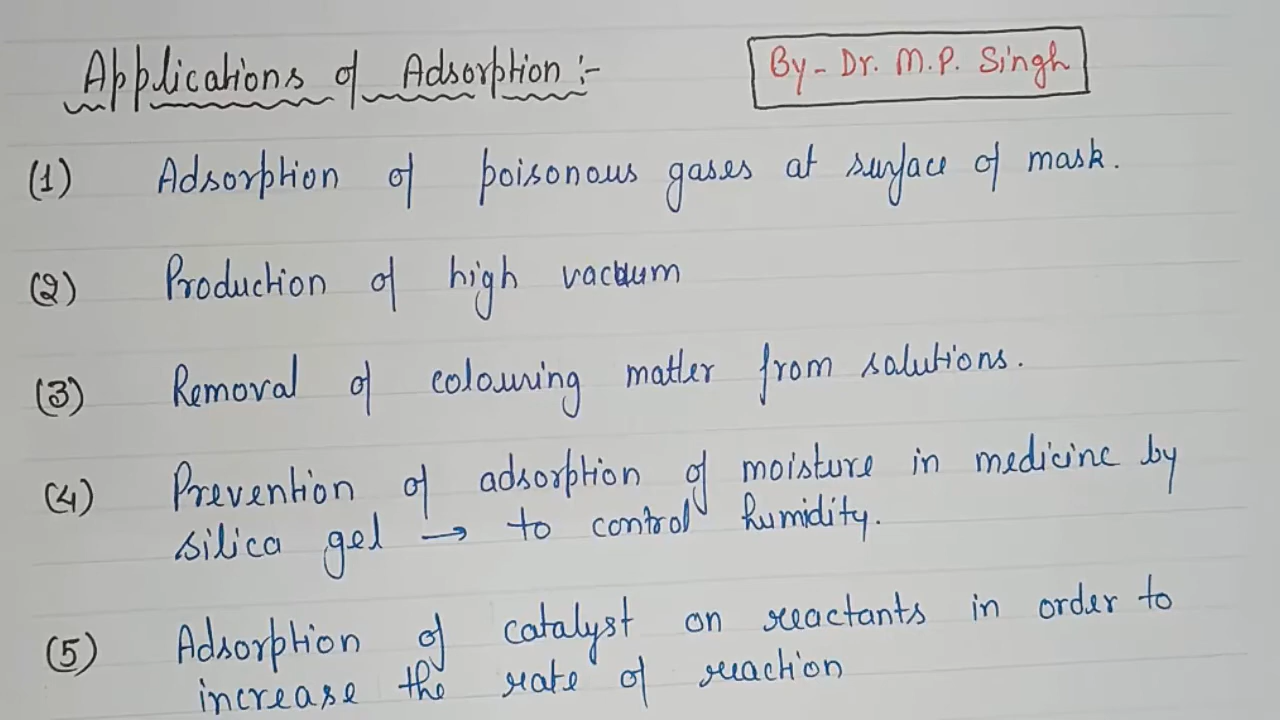 Applications of Adsorption :-
By - Dr. M.P. Singh
(1) Adsorption of poisonous gases at surface of mask.
(2) Production of high vacuum
(3) Removal of colouring matter from solutions.
(4) Prevention of adsorption of moisture in medicine by
silica gel → to control humidity.
(5) Adsorption of catalyst on reactants in order to
increase the rate of reaction